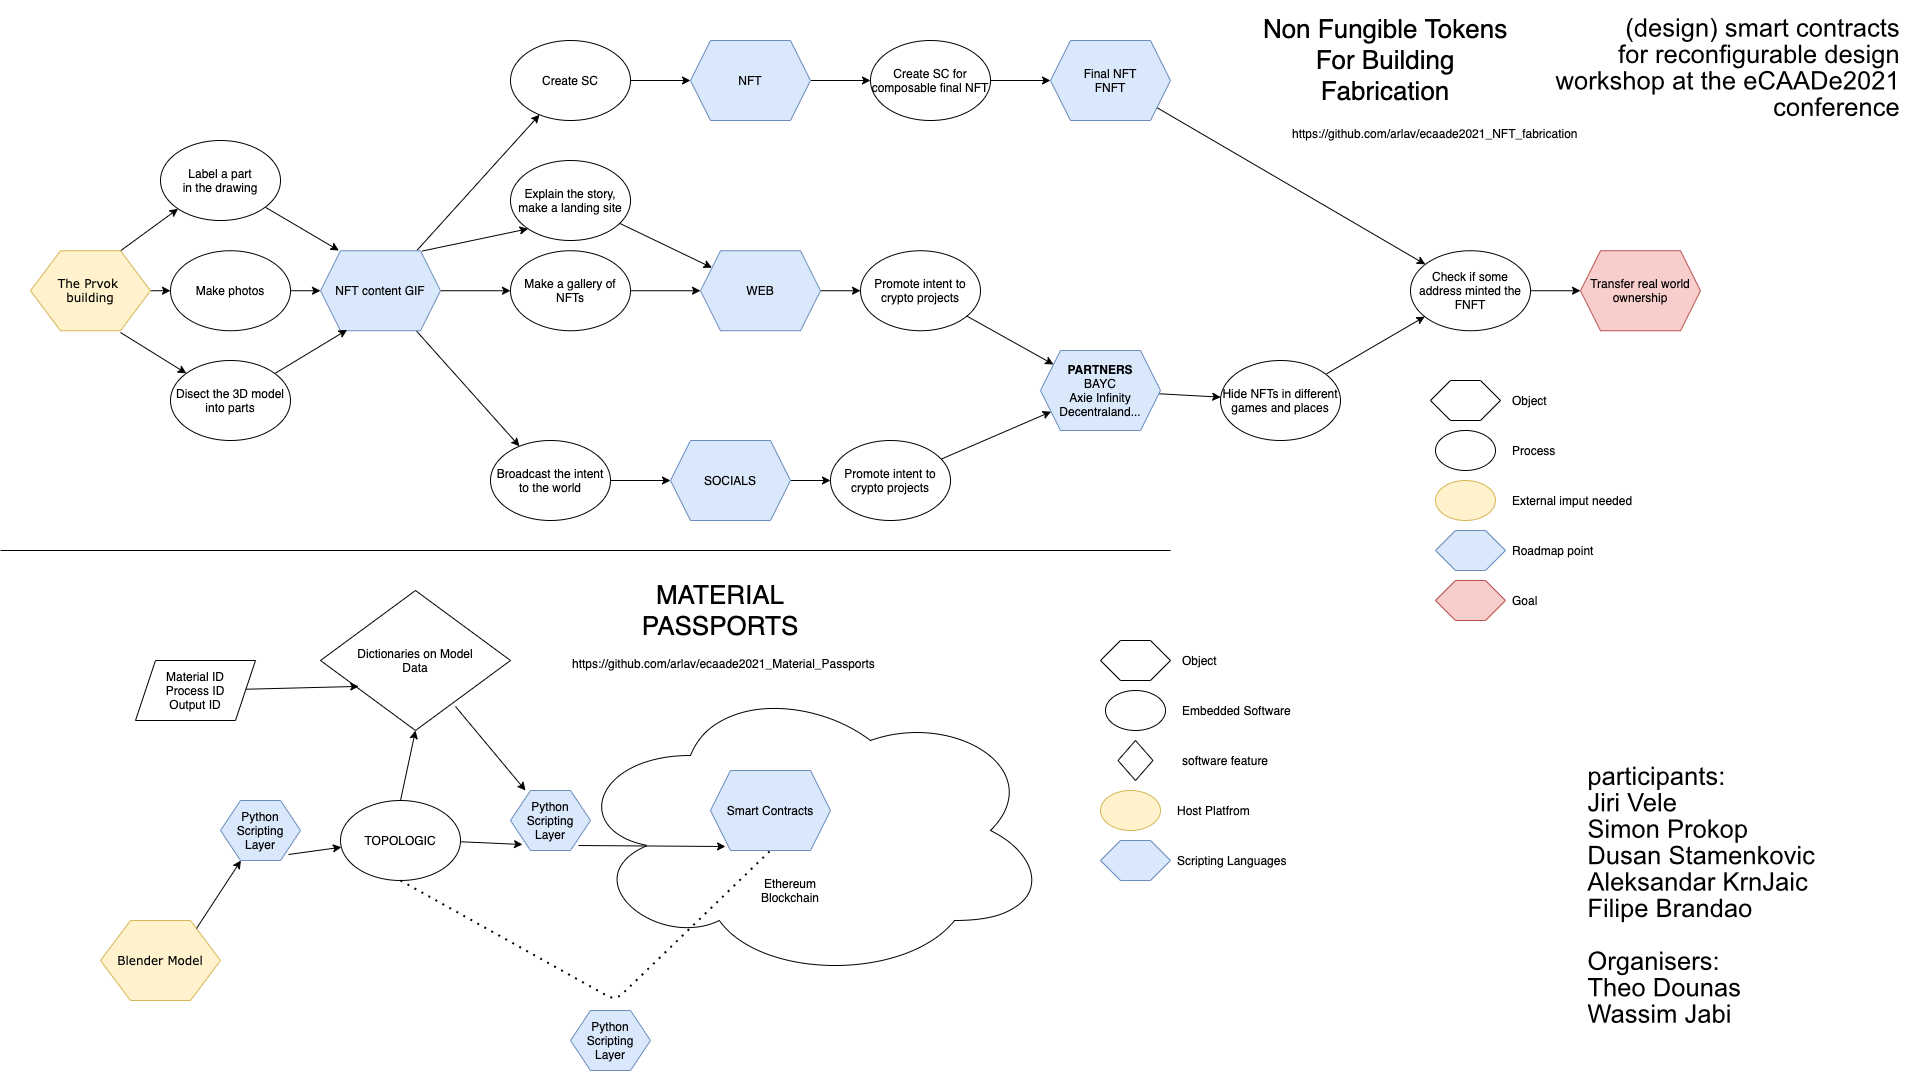 Non Fungible Tokens
For Building
Fabrication
https://github.com/arlav/ecaade2021_NFT_fabrication
(design) smart contracts
for reconfigurable design
workshop at the eCAADe2021
conference
Create SC
NFT
Create SC for
composable final NFT
Final NFT
FNFT
Label a part
in the drawing
Explain the story,
make a landing site
The Prvok
building
Make photos
NFT content GIF
Make a gallery of
NFTs
WEB
Promote intent to
crypto projects
Check if some
address minted the
FNFT
Transfer real world
ownership
Disect the 3D model
into parts
PARTNERS
BAYC
Axie Infinity
Decentraland...
Hide NFTs in different
games and places
Broadcast the intent
to the world
SOCIALS
Promote intent to
crypto projects
Object
Process
External imput needed
Roadmap point
Goal
MATERIAL
PASSPORTS
https://github.com/arlav/ecaade2021_Material_Passports
Dictionaries on Model
Data
Material ID
Process ID
Output ID
Python
Scripting
Layer
TOPOLOGIC
Python
Scripting
Layer
Smart Contracts
Ethereum
Blockchain
Blender Model
Python
Scripting
Layer
Object
Embedded Software
software feature
Host Platfrom
Scripting Languages
participants:
Jiri Vele
Simon Prokop
Dusan Stamenkovic
Aleksandar KrnJaic
Filipe Brandao
Organisers:
Theo Dounas
Wassim Jabi